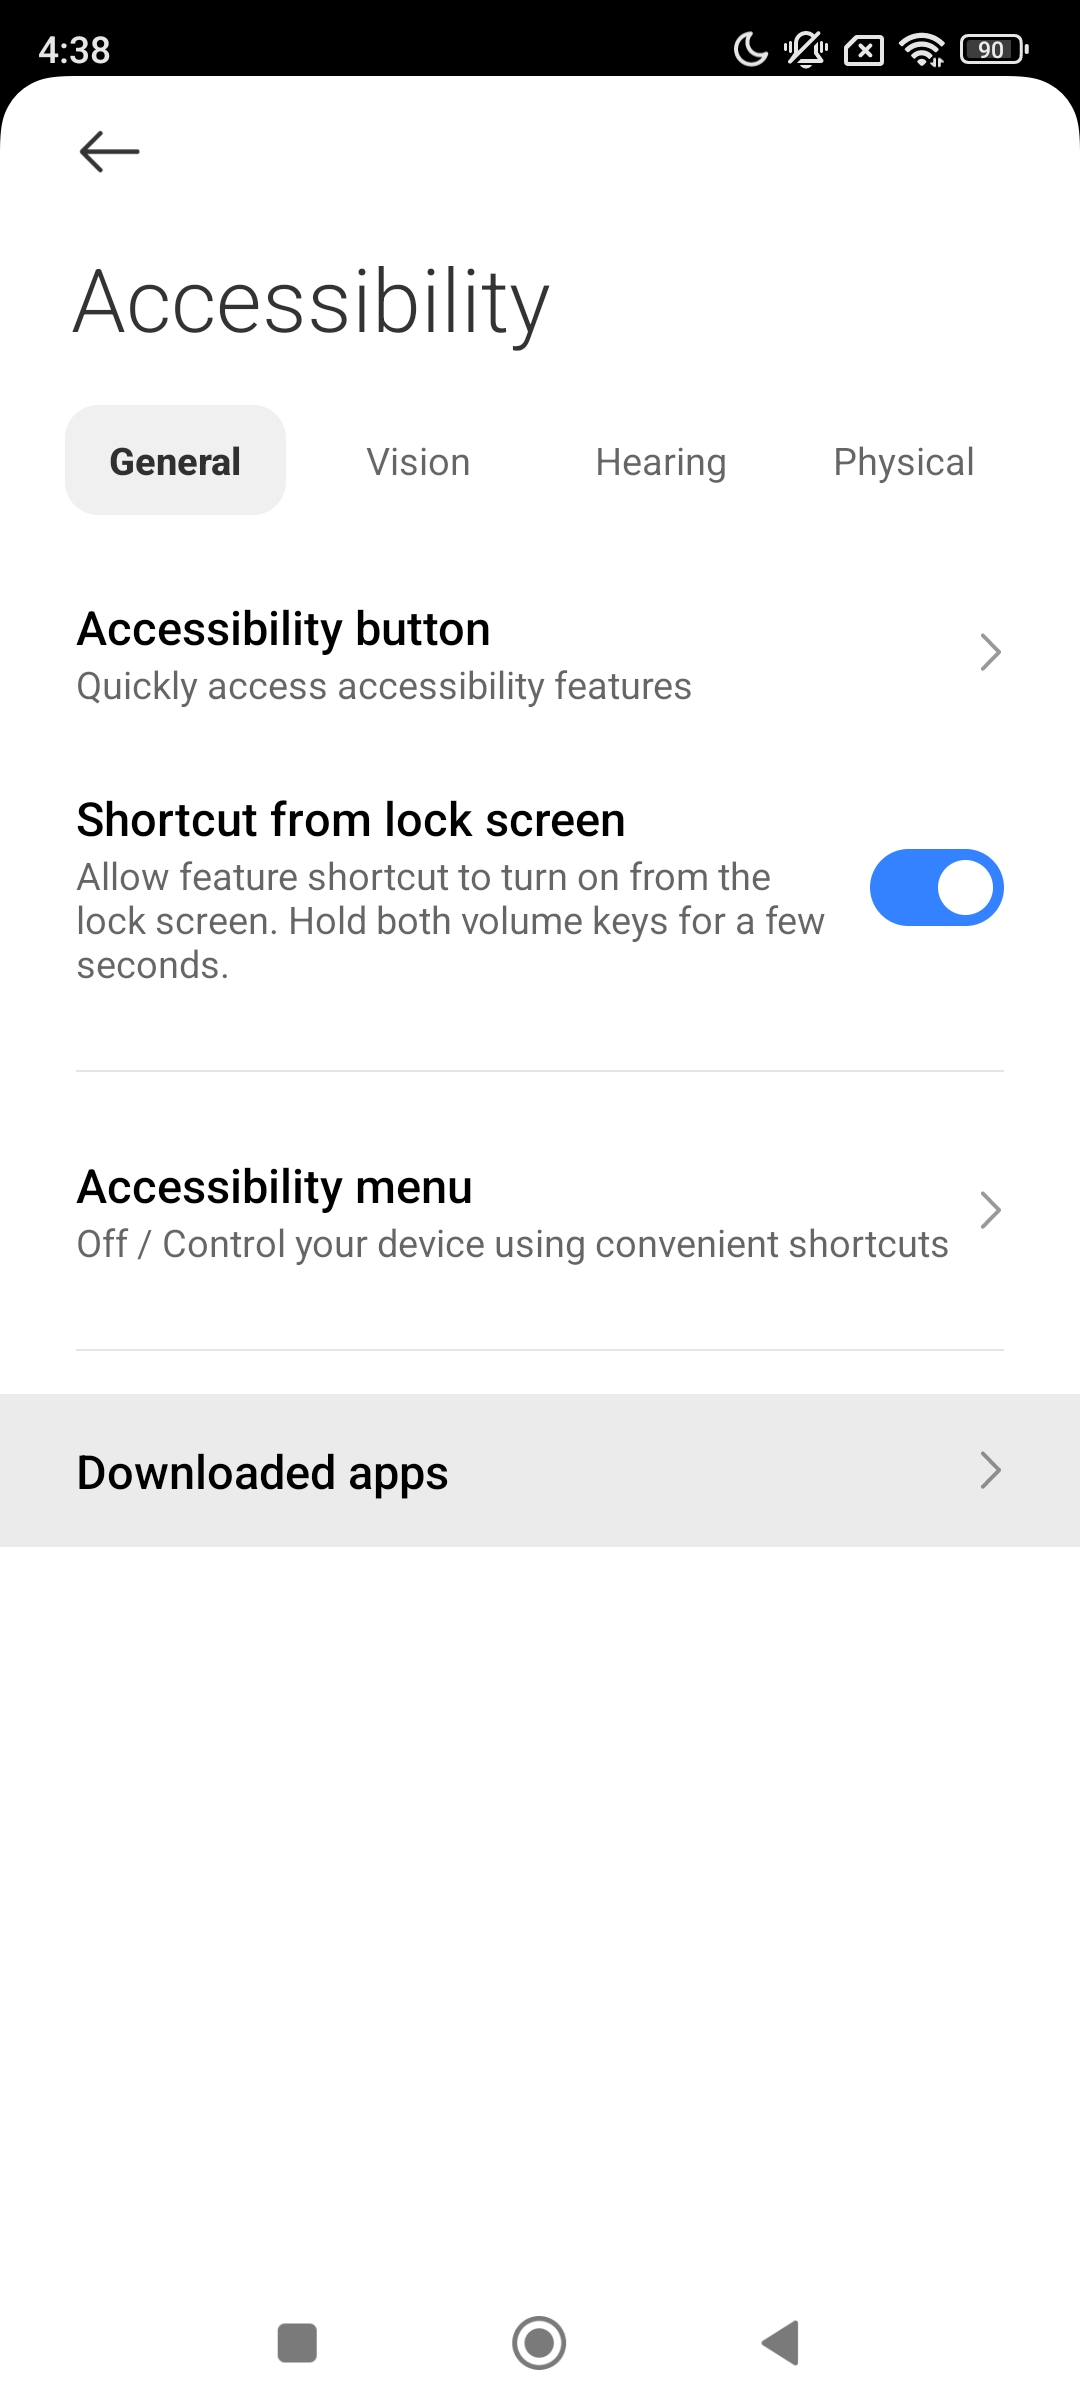 4:38
90
Accessibility
General Vision Hearing Physical
Accessibility button
Quickly access accessibility features
Shortcut from lock screen
Allow feature shortcut to turn on from the
lock screen. Hold both volume keys for a few
seconds.
Accessibility menu
Off / Control your device using convenient shortcuts
Downloaded apps